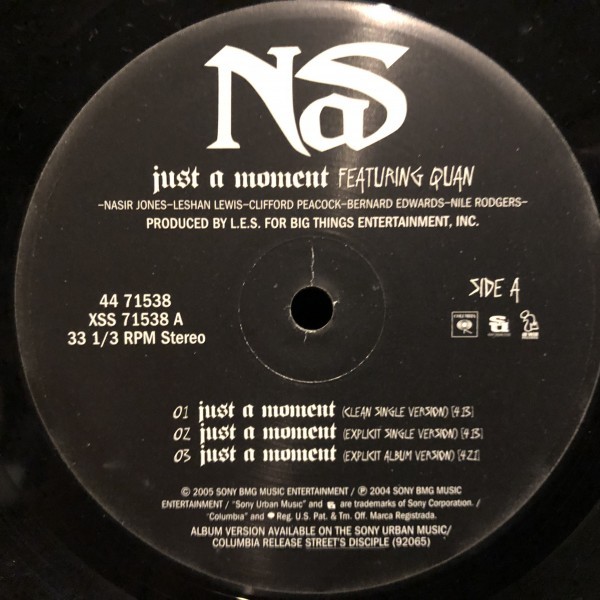 NaS
just a moment FEATURING QUAN
-NASIR JONES-LESHAN LEWIS-CLIFFORD PEACOCK-BERNARD EDWARDS-NILE RODGERS-
PRODUCED BY L.E.S. FOR BIG THINGS ENTERTAINMENT, INC.
44 71538
XSS 71538 A
33 1/3 RPM Stereo
SIDE A
COLUMBIA
01 just a moment (CLEAN SINGLE VERSION) [4:13]
02 just a moment (EXPLICIT SINGLE VERSION) [4:13]
03 just a moment (EXPLICIT ALBUM VERSION) [4:21]
© 2005 SONY BMG MUSIC ENTERTAINMENT / ℗ 2004 SONY BMG MUSIC
ENTERTAINMENT / "Sony Urban Music" and are trademarks of Sony Corporation. /
"Columbia" and Reg. U.S. Pat. & Tm. Off. Marca Registrada.
ALBUM VERSION AVAILABLE ON THE SONY URBAN MUSIC/
COLUMBIA RELEASE STREET'S DISCIPLE (92065)